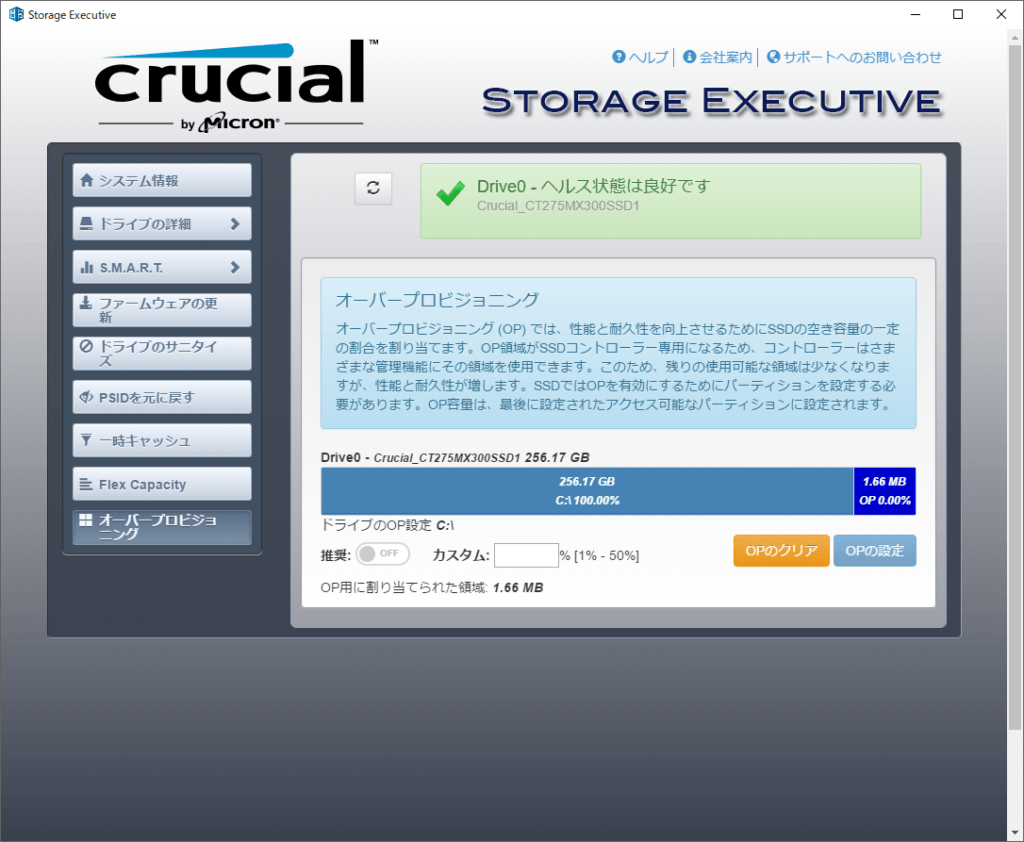 Storage Executive
crucial™
by Micron®
ヘルプ
会社案内
サポートへのお問い合わせ
STORAGE EXECUTIVE
システム情報
ドライブの詳細
S.M.A.R.T.
ファームウェアの更
新
ドライブのサニタイ
ズ
PSIDを元に戻す
一時キャッシュ
Flex Capacity
オーバープロビジョ
ニング
Drive0 - ヘルス状態は良好です
Crucial_CT275MX300SSD1
オーバープロビジョニング
オーバープロビジョニング (OP) では、性能と耐久性を向上させるためにSSDの空き容量の一定
の割合を割り当てます。OP領域がSSDコントローラー専用になるため、コントローラーはさま
ざまな管理機能にその領域を使用できます。このため、残りの使用可能な領域は少なくなりま
すが、性能と耐久性が増します。SSDではOPを有効にするためにパーティションを設定する必
要があります。OP容量は、最後に設定されたアクセス可能なパーティションに設定されます。
Drive0 - Crucial_CT275MX300SSD1 256.17 GB
256.17 GB
C:\ 100.00%
1.66 MB
OP 0.00%
ドライブのOP設定 C:\
推奨: OFF カスタム: % [1% - 50%]
OPのクリア
OPの設定
OP用に割り当てられた領域: 1.66 MB